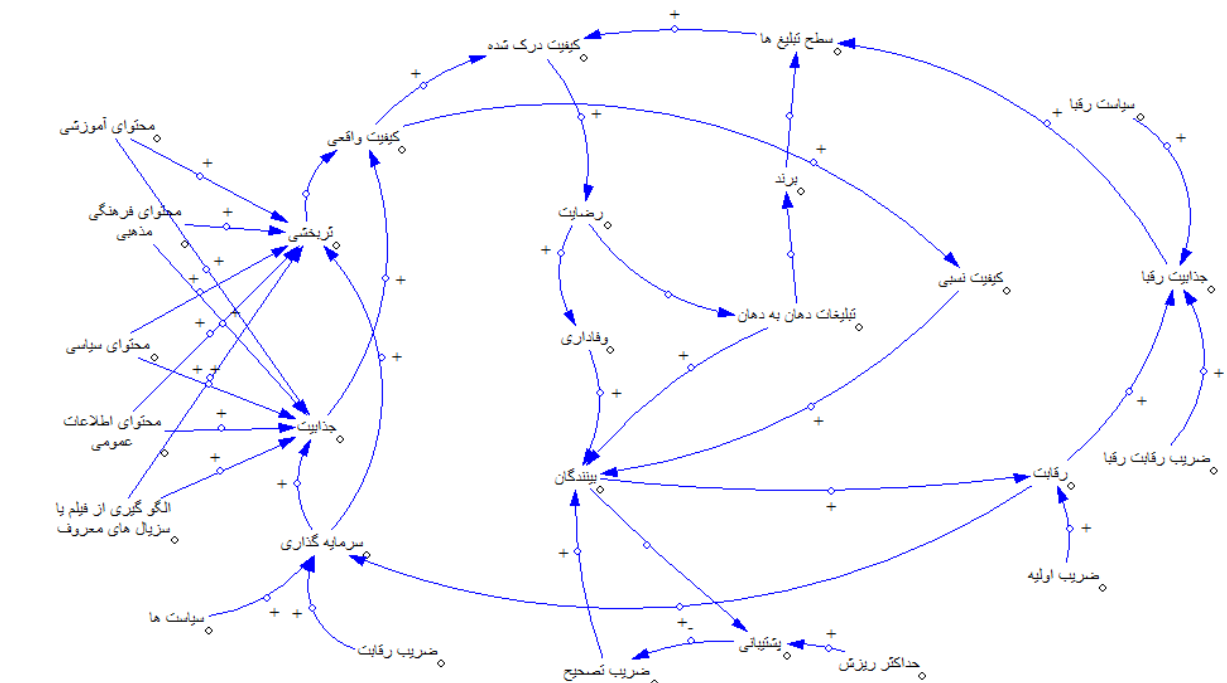 +
سطح تبلیغ ها
کیفیت درک شده
+
سیاست رقبا
+
+
+
محتوای آموزشی
کیفیت واقعی
+
+
+
برند
محتوای فرهنگی
مذهبی
+
رضایت
ثربخشی
+
+
جذابیت رقبا
کیفیت نسبی
+
+
+
تبلیغات دهان به دهان
+
+
وفاداری
محتوای سیاسی
+
+
+
+
+
+
+
+
محتوای اطلاعات
عمومی
+
جذابیت
+
ضریب رقابت رقبا
+
بینندگان
رقابت
+
+
الگو گیری از فیلم یا
سزیال های معروف
+
سرمایه گذاری
+
ضریب اولیه
سیاست ها
+
+
+
-
پشتیبانی
+
حداکثر ریزش
ضریب رقابت
ضریب تصحیح